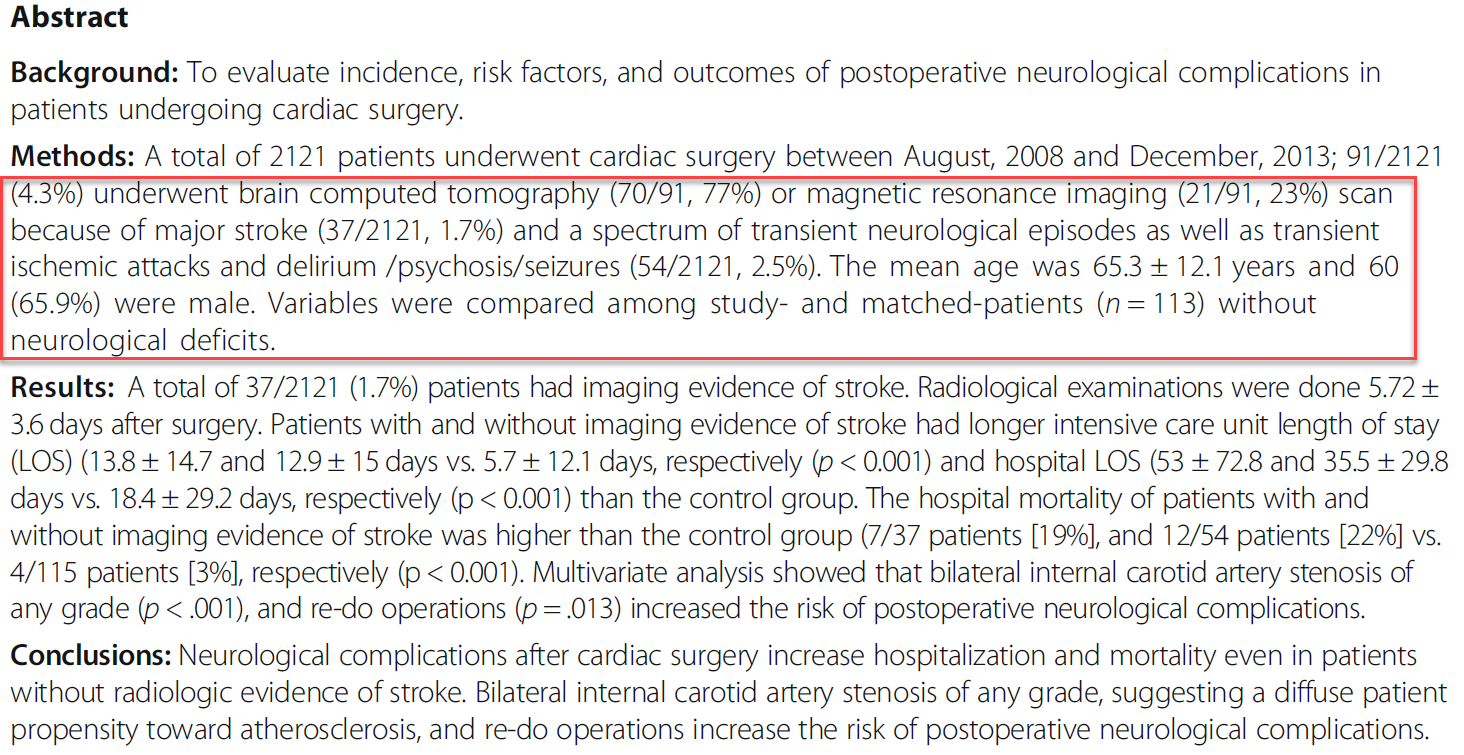 Abstract
Background: To evaluate incidence, risk factors, and outcomes of postoperative neurological complications in
patients undergoing cardiac surgery.
Methods: A total of 2121 patients underwent cardiac surgery between August, 2008 and December, 2013; 91/2121
(4.3%) underwent brain computed tomography (70/91, 77%) or magnetic resonance imaging (21/91, 23%) scan
because of major stroke (37/2121, 1.7%) and a spectrum of transient neurological episodes as well as transient
ischemic attacks and delirium /psychosis/seizures (54/2121, 2.5%). The mean age was 65.3 ± 12.1 years and 60
(65.9%) were male. Variables were compared among study- and matched-patients (n = 113) without
neurological deficits.
Results: A total of 37/2121 (1.7%) patients had imaging evidence of stroke. Radiological examinations were done 5.72 ±
3.6 days after surgery. Patients with and without imaging evidence of stroke had longer intensive care unit length of stay
(LOS) (13.8 ± 14.7 and 12.9 ± 15 days vs. 5.7 ± 12.1 days, respectively (p < 0.001) and hospital LOS (53 ± 72.8 and 35.5 ± 29.8
days vs. 18.4 ± 29.2 days, respectively (p < 0.001) than the control group. The hospital mortality of patients with and
without imaging evidence of stroke was higher than the control group (7/37 patients [19%], and 12/54 patients [22%] vs.
4/115 patients [3%], respectively (p < 0.001). Multivariate analysis showed that bilateral internal carotid artery stenosis of
any grade (p < .001), and re-do operations (p = .013) increased the risk of postoperative neurological complications.
Conclusions: Neurological complications after cardiac surgery increase hospitalization and mortality even in patients
without radiologic evidence of stroke. Bilateral internal carotid artery stenosis of any grade, suggesting a diffuse patient
propensity toward atherosclerosis, and re-do operations increase the risk of postoperative neurological complications.